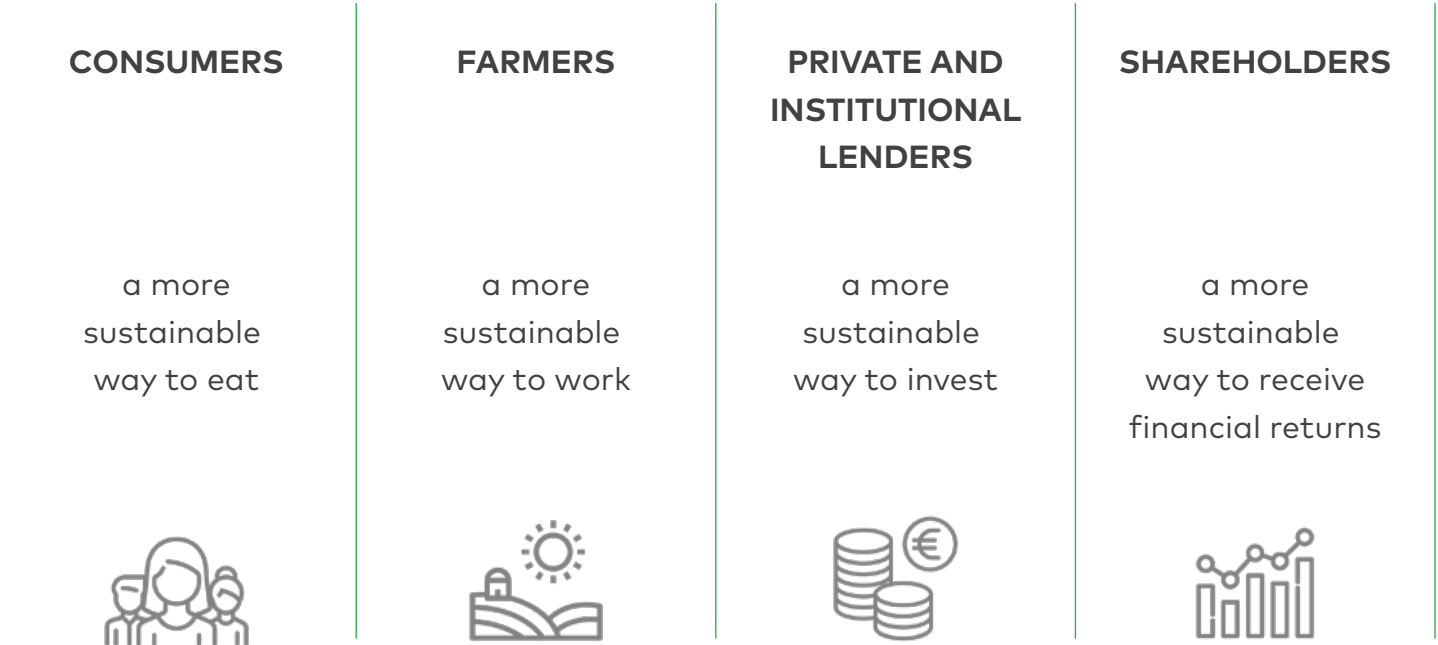 CONSUMERS
a more
sustainable
way to eat
FARMERS
a more
sustainable
way to work
PRIVATE AND
INSTITUTIONAL
LENDERS
a more
sustainable
way to invest
SHAREHOLDERS
a more
sustainable
way to receive
financial returns
€